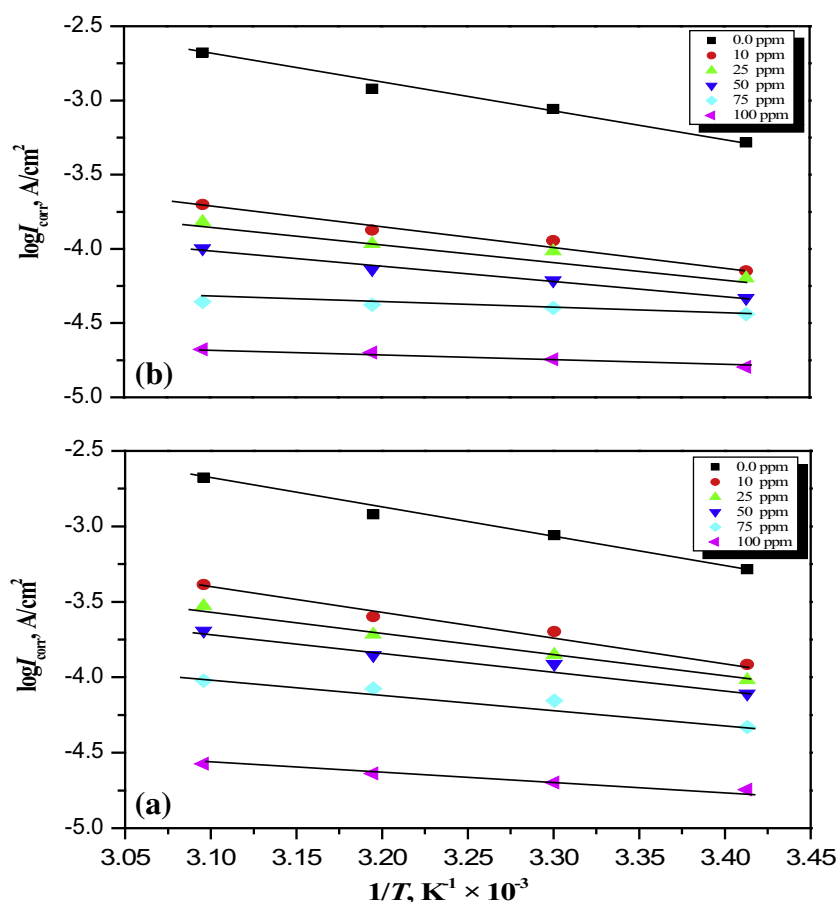 -2.5
-3.0
-3.5
-4.0
-4.5
-5.0
logI_corr, A/cm²
0.0 ppm
10 ppm
25 ppm
50 ppm
75 ppm
100 ppm
(b)
-2.5
-3.0
-3.5
-4.0
-4.5
-5.0
logI_corr, A/cm²
0.0 ppm
10 ppm
25 ppm
50 ppm
75 ppm
100 ppm
(a)
3.05 3.10 3.15 3.20 3.25 3.30 3.35 3.40 3.45
1/T, K⁻¹ × 10⁻³